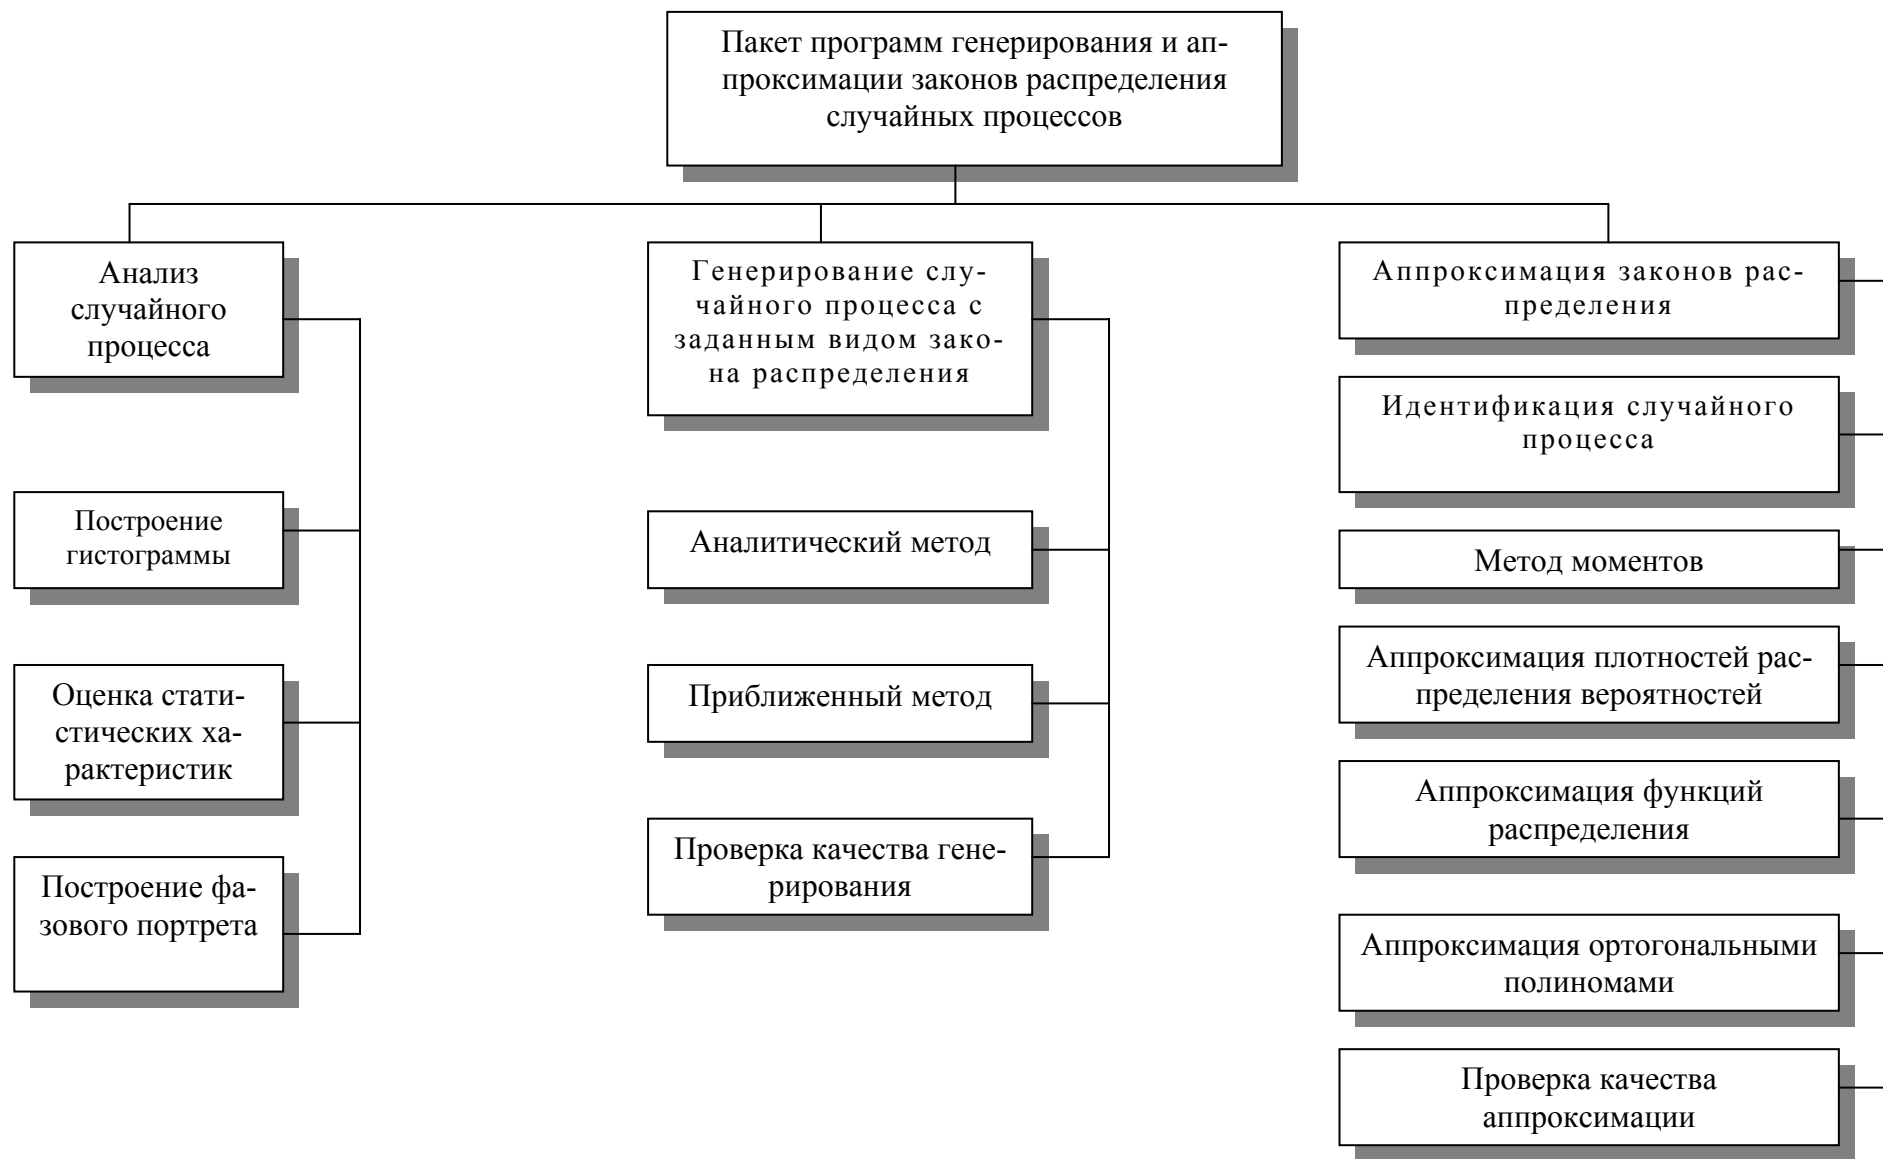 Пакет программ генерирования и ап-
проксимации законов распределения
случайных процессов
Анализ
случайного
процесса
Построение
гистограммы
Оценка стати-
стических ха-
рактеристик
Построение фа-
зового портрета
Генерирование слу-
чайного процесса с
заданным видом зако-
на распределения
Аналитический метод
Приближенный метод
Проверка качества гене-
рирования
Аппроксимация законов рас-
пределения
Идентификация случайного
процесса
Метод моментов
Аппроксимация плотностей рас-
пределения вероятностей
Аппроксимация функций
распределения
Аппроксимация ортогональными
полиномами
Проверка качества
аппроксимации